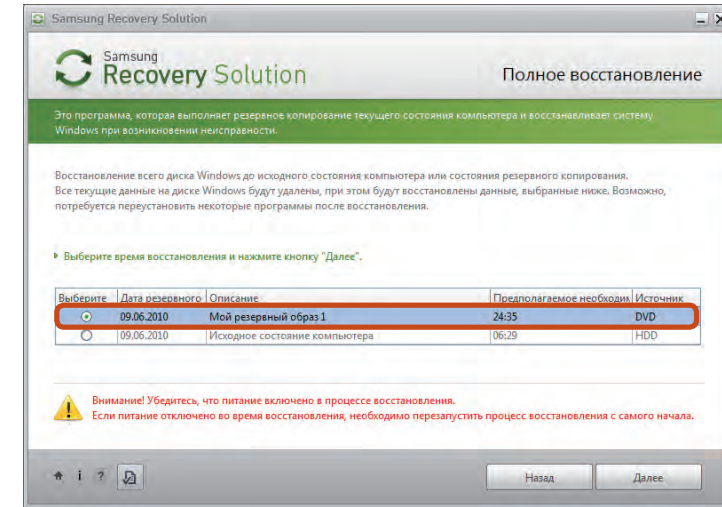 Samsung Recovery Solution
Samsung
Recovery Solution
Полное восстановление
Это программа, которая выполняет резервное копирование текущего состояния компьютера и восстанавливает систему
Windows при возникновении неисправности.
Восстановление всего диска Windows до исходного состояния компьютера или состояния резервного копирования.
Все текущие данные на диске Windows будут удалены, при этом будут восстановлены данные, выбранные ниже. Возможно,
потребуется переустановить некоторые программы после восстановления.
Выберите время восстановления и нажмите кнопку "Далее".
Выберите Дата резервного Описание Предполагаемое необходим Источник
09.06.2010 Мой резервный образ 1 24:35 DVD
09.06.2010 Исходное состояние компьютера 06:29 HDD
Внимание! Убедитесь, что питание включено в процессе восстановления.
Если питание отключено во время восстановления, необходимо перезапустить процесс восстановления с самого начала.
i ? Назад Далее